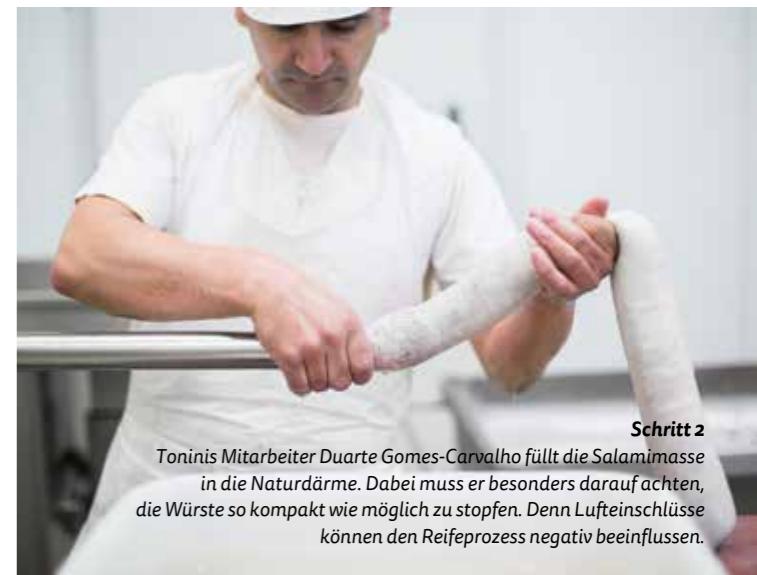 Schritt 2
Toninis Mitarbeiter Duarte Gomes-Carvalho füllt die Salamimasse
in die Naturdärme. Dabei muss er besonders darauf achten,
die Würste so kompakt wie möglich zu stopfen. Denn Lufteinschlüsse
können den Reifeprozess negativ beeinflussen.